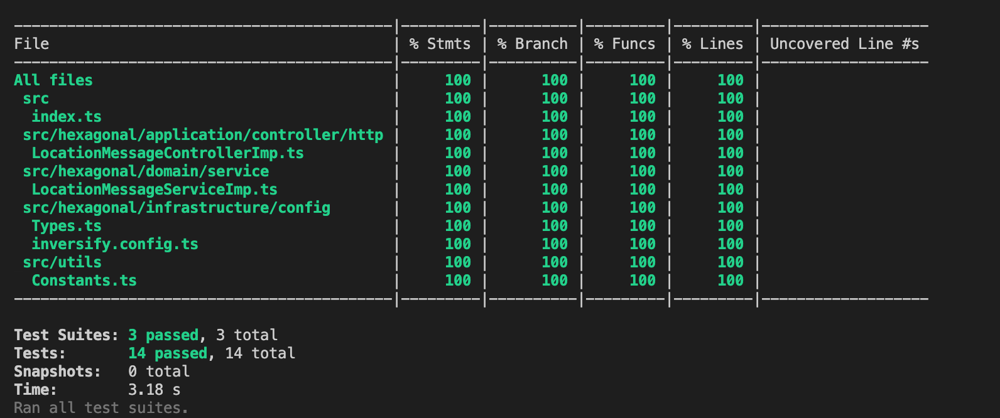 File | % Stmts | % Branch | % Funcs | % Lines | Uncovered Line #s
All files | 100 | 100 | 100 | 100 |
src | 100 | 100 | 100 | 100 |
index.ts | 100 | 100 | 100 | 100 |
src/hexagonal/application/controller/http | 100 | 100 | 100 | 100 |
LocationMessageControllerImp.ts | 100 | 100 | 100 | 100 |
src/hexagonal/domain/service | 100 | 100 | 100 | 100 |
LocationMessageServiceImp.ts | 100 | 100 | 100 | 100 |
src/hexagonal/infrastructure/config | 100 | 100 | 100 | 100 |
Types.ts | 100 | 100 | 100 | 100 |
inversify.config.ts | 100 | 100 | 100 | 100 |
src/utils | 100 | 100 | 100 | 100 |
Constants.ts | 100 | 100 | 100 | 100 |
Test Suites: 3 passed, 3 total
Tests: 14 passed, 14 total
Snapshots: 0 total
Time: 3.18 s
Ran all test suites.